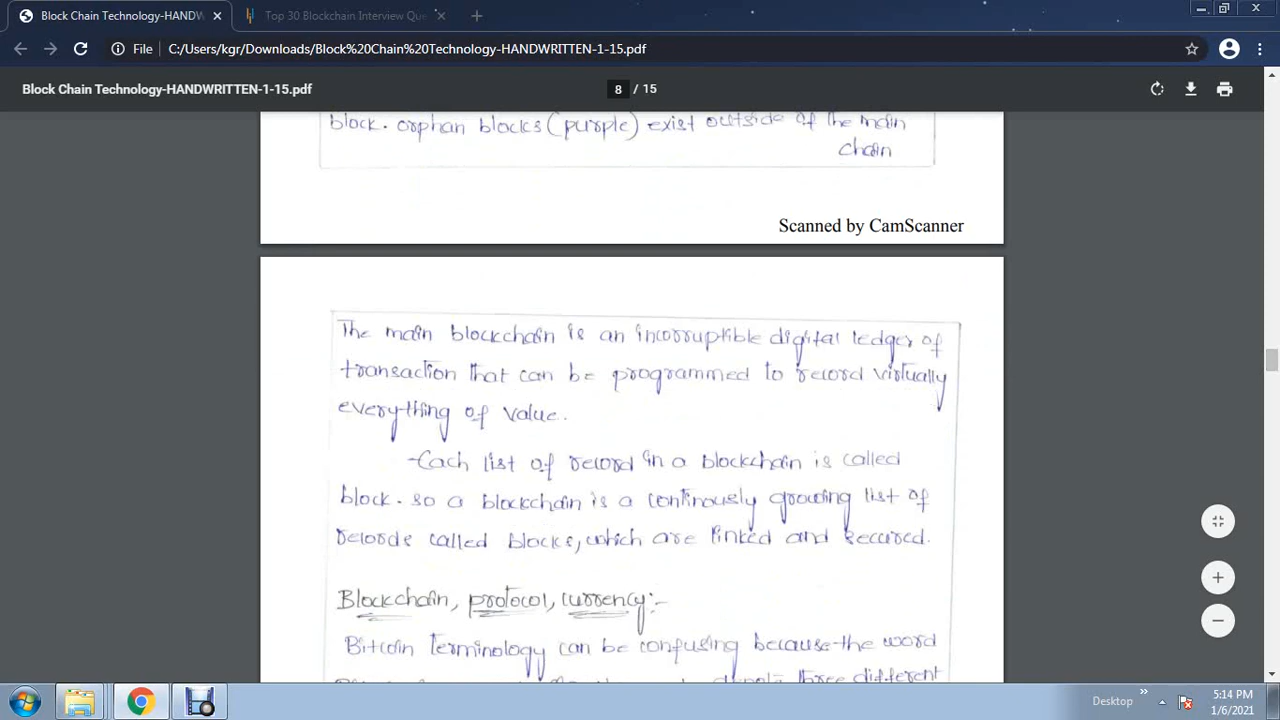 Block Chain Technology-HANDW
Top 30 Blockchain Interview Que
File
C:/Users/kgr/Downloads/Block%20Chain%20Technology-HANDWRITTEN-1-15.pdf
Block Chain Technology-HANDWRITTEN-1-15.pdf
8 / 15
block. orphan blocks (purple) exist outside of the main
chain
Scanned by CamScanner
The main blockchain is an incorruptible digital ledger of
transaction that can be programmed to record virtually
everything of value.
Each list of record in a blockchain is called
block. so a blockchain is a continously growing list of
records called blocks, which are linked and secured.
Blockchain, protocol, currency:-
Bitcoin terminology can be confusing because the word
three different
Desktop
5:14 PM
1/6/2021